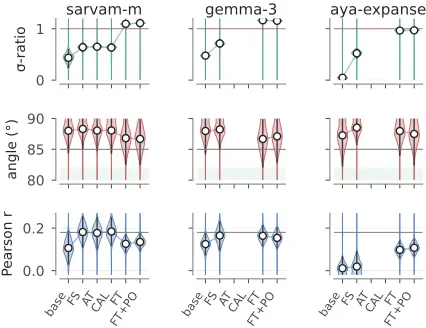 sarvam-m gemma-3 aya-expanse
σ-ratio
1
0
angle (°)
90
85
80
Pearson r
0.2
0.0
base FS AT CAL FT FT+PO base FS AT CAL FT FT+PO base FS AT CAL FT FT+PO